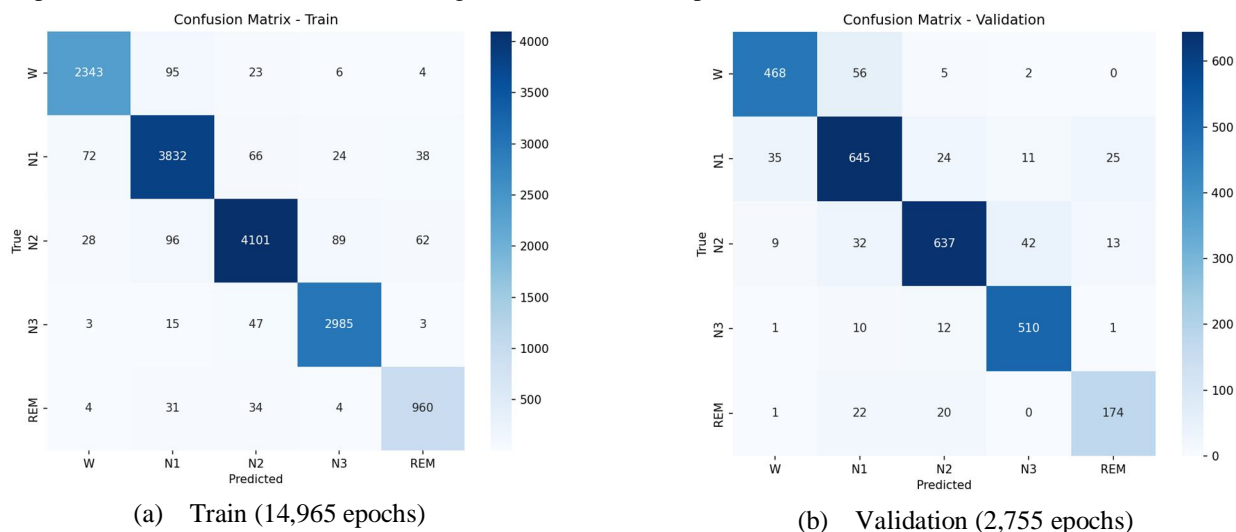 Confusion Matrix - Train
W 2343 95 23 6 4
N1 72 3832 66 24 38
True
N2 28 96 4101 89 62
N3 3 15 47 2985 3
REM 4 31 34 4 960
W N1 N2 N3 REM
Predicted
4000
3500
3000
2500
2000
1500
1000
500
(a) Train (14,965 epochs)
Confusion Matrix - Validation
W 468 56 5 2 0
N1 35 645 24 11 25
True
N2 9 32 637 42 13
N3 1 10 12 510 1
REM 1 22 20 0 174
W N1 N2 N3 REM
Predicted
600
500
400
300
200
100
0
(b) Validation (2,755 epochs)